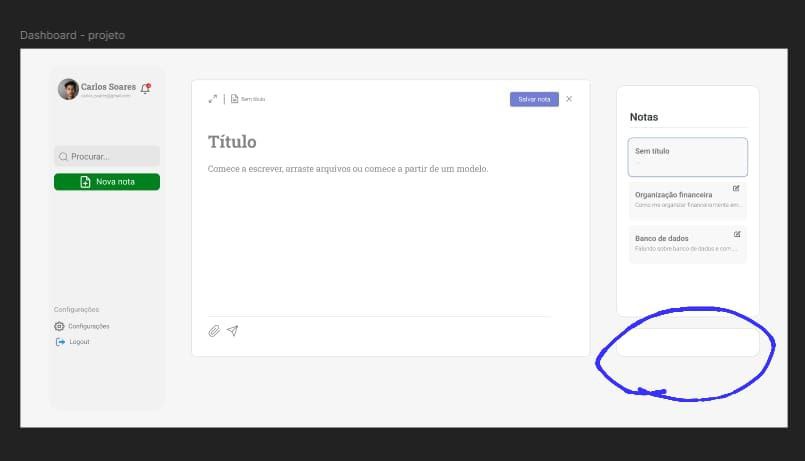 Dashboard - projeto
Carlos Soares
carlos_soares@gmail.com
Procurar...
Nova nota
Configurações
Configurações
Logout
Sem título
Salvar nota
Título
Comece a escrever, arraste arquivos ou comece a partir de um modelo.
Notas
Sem título
...
Organização financeira
Como me organizar financeiramente em...
Banco de dados
Falando sobre banco de dados e com....